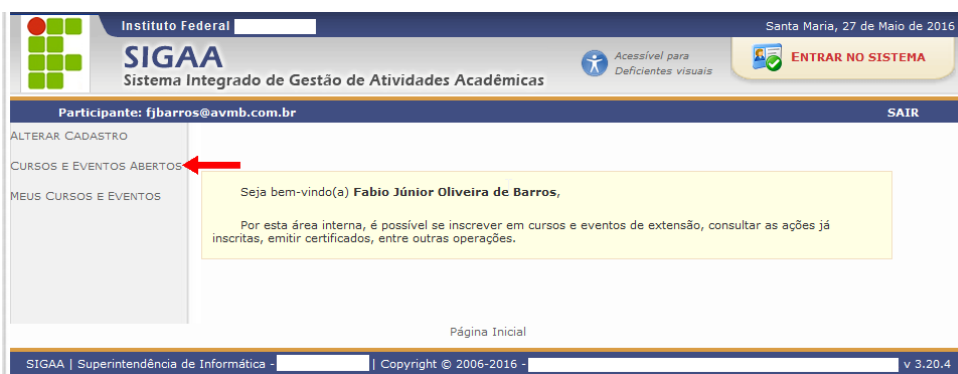 Instituto Federal
Santa Maria, 27 de Maio de 2016
SIGAA
Sistema Integrado de Gestão de Atividades Acadêmicas
Acessível para
Deficientes visuais
ENTRAR NO SISTEMA
Participante: fjbarros@avmb.com.br
SAIR
ALTERAR CADASTRO
CURSOS E EVENTOS ABERTOS
MEUS CURSOS E EVENTOS
Seja bem-vindo(a) Fabio Júnior Oliveira de Barros,
Por esta área interna, é possível se inscrever em cursos e eventos de extensão, consultar as ações já
inscritas, emitir certificados, entre outras operações.
Página Inicial
SIGAA | Superintendência de Informática - | Copyright © 2006-2016 - v 3.20.4